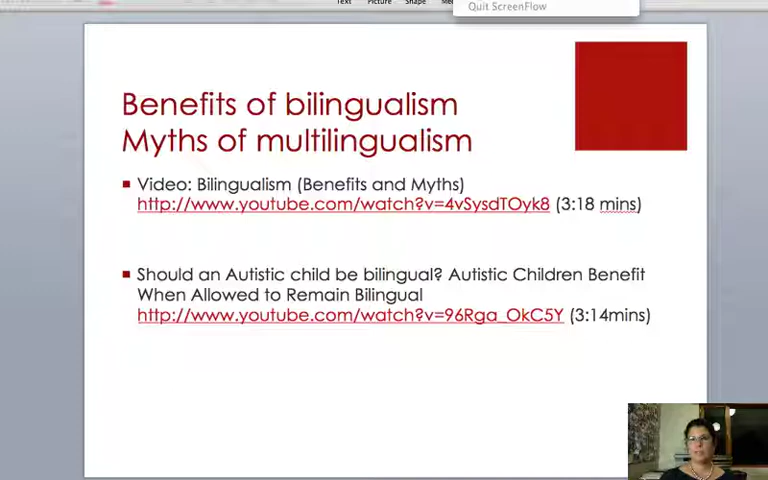 Text Picture Shape
Quit ScreenFlow
Benefits of bilingualism
Myths of multilingualism
Video: Bilingualism (Benefits and Myths)
http://www.youtube.com/watch?v=4vSysdTOyk8 (3:18 mins)
Should an Autistic child be bilingual? Autistic Children Benefit
When Allowed to Remain Bilingual
http://www.youtube.com/watch?v=96Rga_OkC5Y (3:14mins)